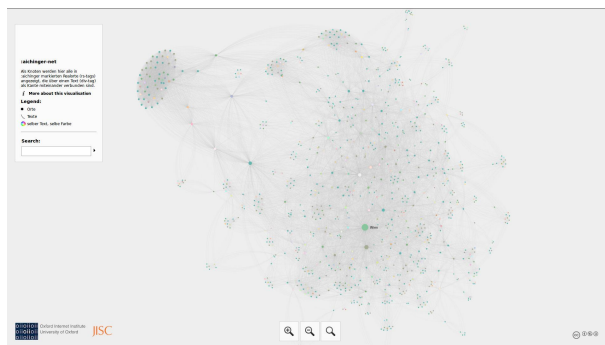 :aichinger-net
Als Knoten werden hier alle in
:aichinger markierten Realien (rs-tags)
angezeigt, die über einen Text (div-tag)
als Kante miteinander verbunden sind.
More about this visualisation
Legend:
Orte
Texte
selber Text, selbe Farbe
Search:
Wien
Oxford Internet Institute
University of Oxford
JISC